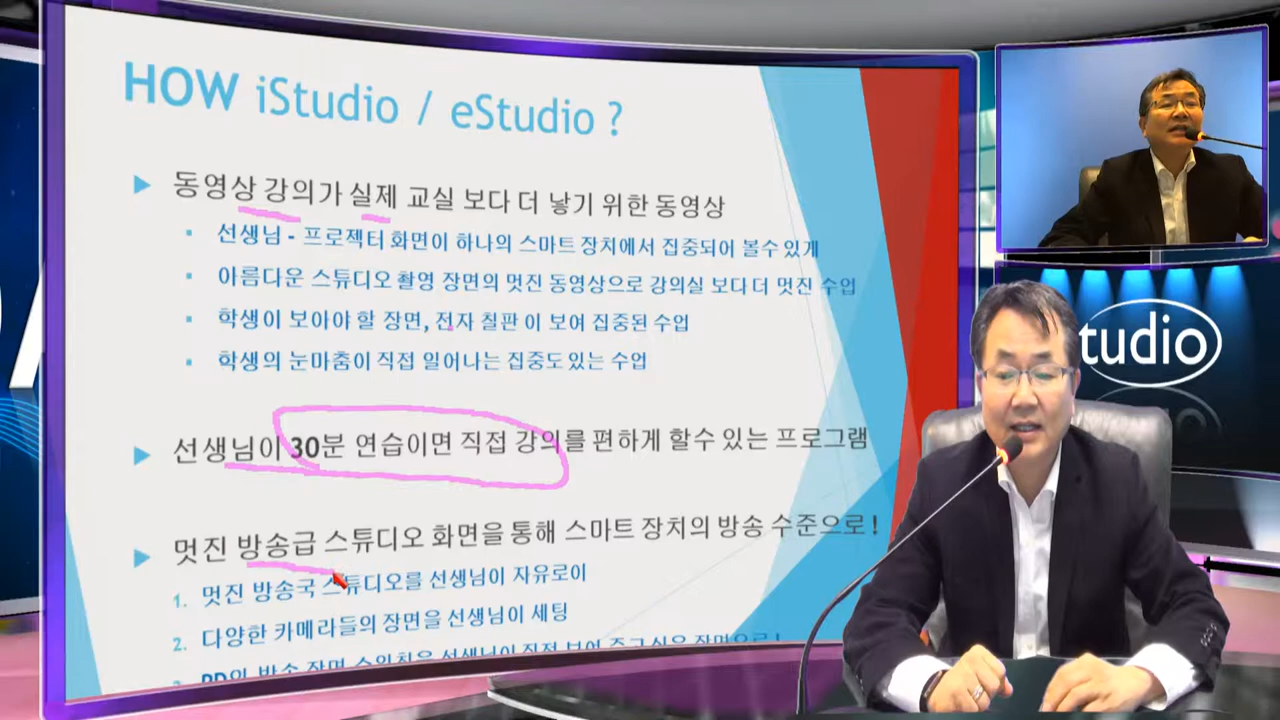 HOW iStudio / eStudio ?
동영상 강의가 실제 교실 보다 더 낳기 위한 동영상
선생님 - 프로젝터 화면이 하나의 스마트 장치에서 집중되어 볼수 있게
아름다운 스튜디오 촬영 장면의 멋진 동영상으로 강의실 보다 더 멋진 수업
학생이 보아야 할 장면, 전자 칠판 이 보여 집중된 수업
학생의 눈마춤이 직접 일어나는 집중도 있는 수업
선생님이 30분 연습이면 직접 강의를 편하게 할수 있는 프로그램
멋진 방송급 스튜디오 화면을 통해 스마트 장치의 방송 수준으로!
1. 멋진 방송국 스튜디오를 선생님이 자유로이
2. 다양한 카메라들의 장면을 선생님이 세팅
tudio